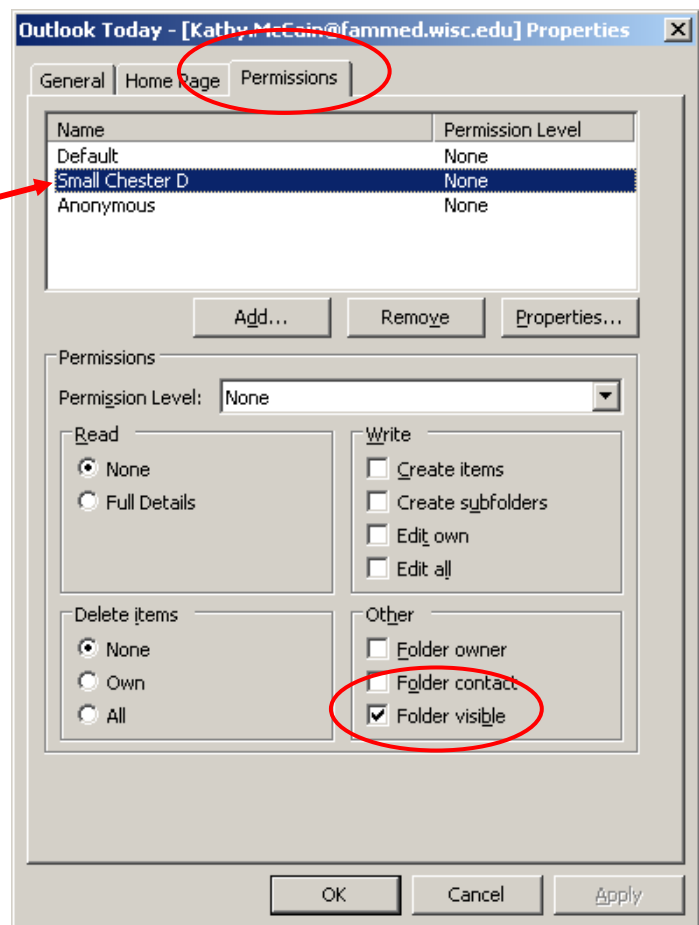 Outlook Today - [Kathy.McCain@fammed.wisc.edu] Properties
General
Home Page
Permissions
Name
Permission Level
Default
None
Small Chester D
None
Anonymous
None
Add...
Remove
Properties...
Permissions
Permission Level:
None
Read
None
Full Details
Write
Create items
Create subfolders
Edit own
Edit all
Delete items
None
Own
All
Other
Folder owner
Folder contact
Folder visible
OK
Cancel
Apply